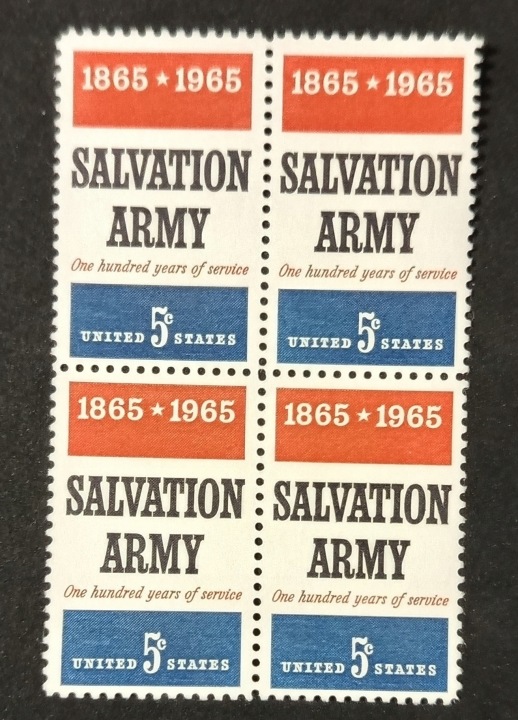 1865 ★ 1965
SALVATION
ARMY
One hundred years of service
UNITED 5c STATES
1865 ★ 1965
SALVATION
ARMY
One hundred years of service
UNITED 5c STATES
1865 ★ 1965
SALVATION
ARMY
One hundred years of service
UNITED 5c STATES
1865 ★ 1965
SALVATION
ARMY
One hundred years of service
UNITED 5c STATES